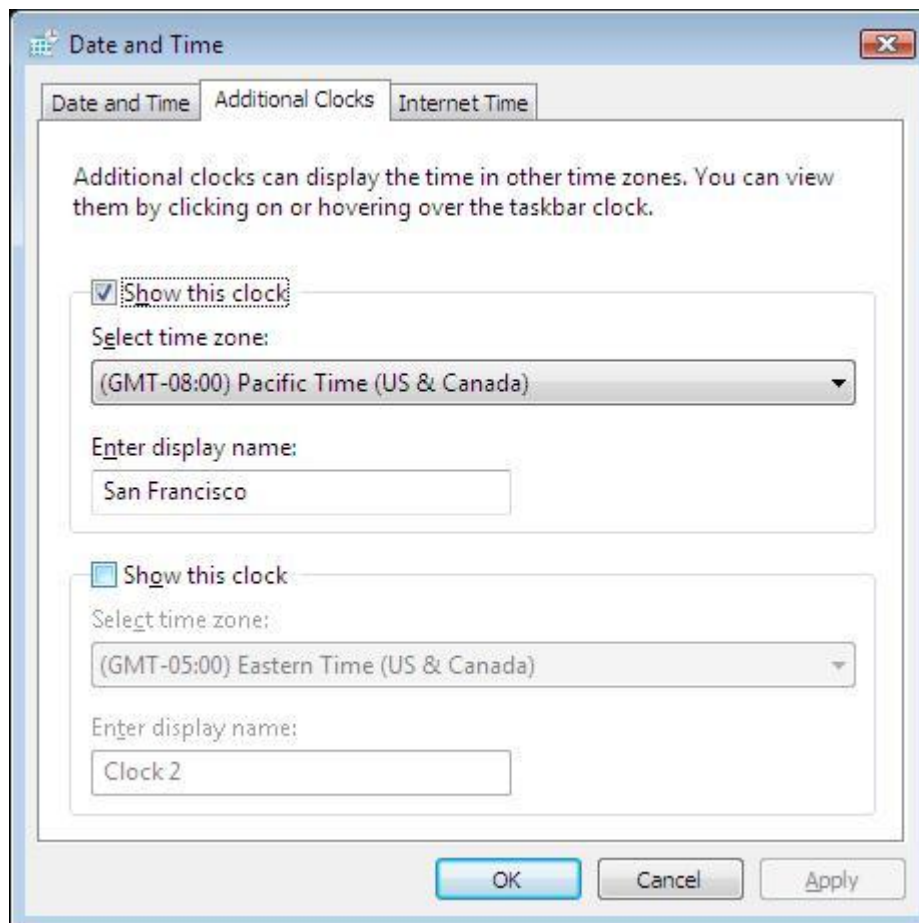 Date and Time
Date and Time
Additional Clocks
Internet Time
Additional clocks can display the time in other time zones. You can view
them by clicking on or hovering over the taskbar clock.
Show this clock
Select time zone:
(GMT-08:00) Pacific Time (US & Canada)
Enter display name:
San Francisco
Show this clock
Select time zone:
(GMT-05:00) Eastern Time (US & Canada)
Enter display name:
Clock 2
OK
Cancel
Apply